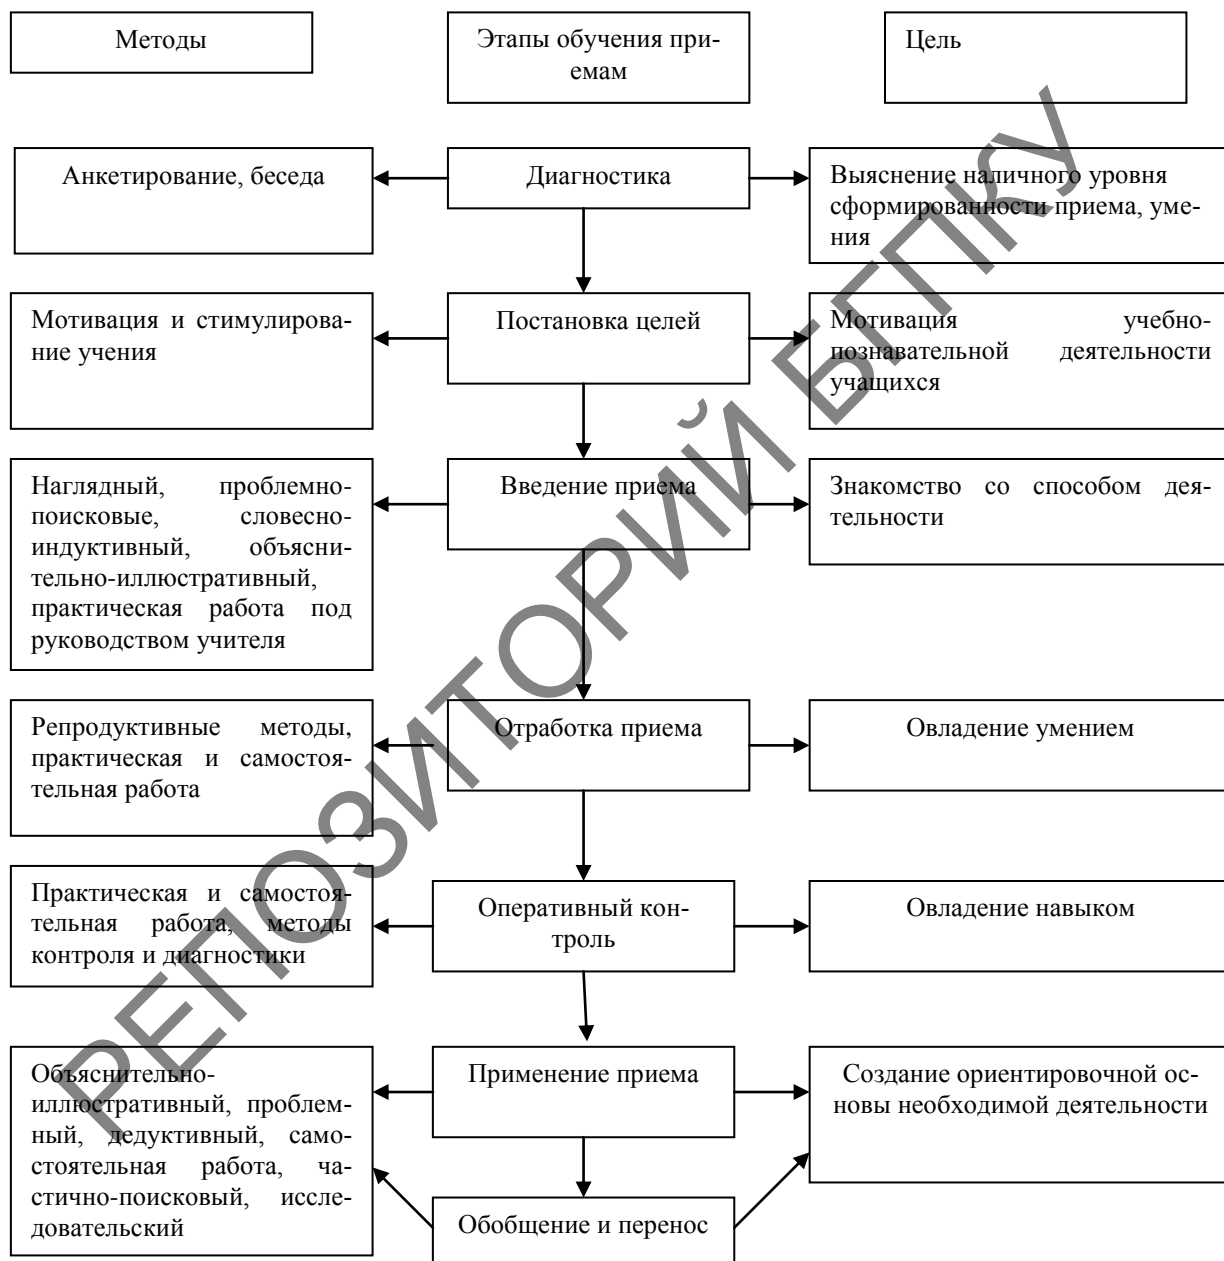 Методы
Этапы обучения при-
емам
Цель
Анкетирование, беседа
Диагностика
Выяснение наличного уровня
сформированности приема, уме-
ния
Мотивация и стимулирова-
ние учения
Постановка целей
Мотивация учебно-
познавательной деятельности
учащихся
Наглядный, проблемно-
поисковые, словесно-
индуктивный, объясни-
тельно-иллюстративный,
практическая работа под
руководством учителя
Введение приема
Знакомство со способом дея-
тельности
Репродуктивные методы,
практическая и самостоя-
тельная работа
Отработка приема
Овладение умением
Практическая и самостоя-
тельная работа, методы
контроля и диагностики
Оперативный кон-
троль
Овладение навыком
Объяснительно-
иллюстративный, проблем-
ный, дедуктивный, само-
стоятельная работа, ча-
стично-поисковый, иссле-
довательский
Применение приема
Создание ориентировочной ос-
новы необходимой деятельности
Обобщение и перенос
РЕПОЗИТОРИЙ БГПКУ